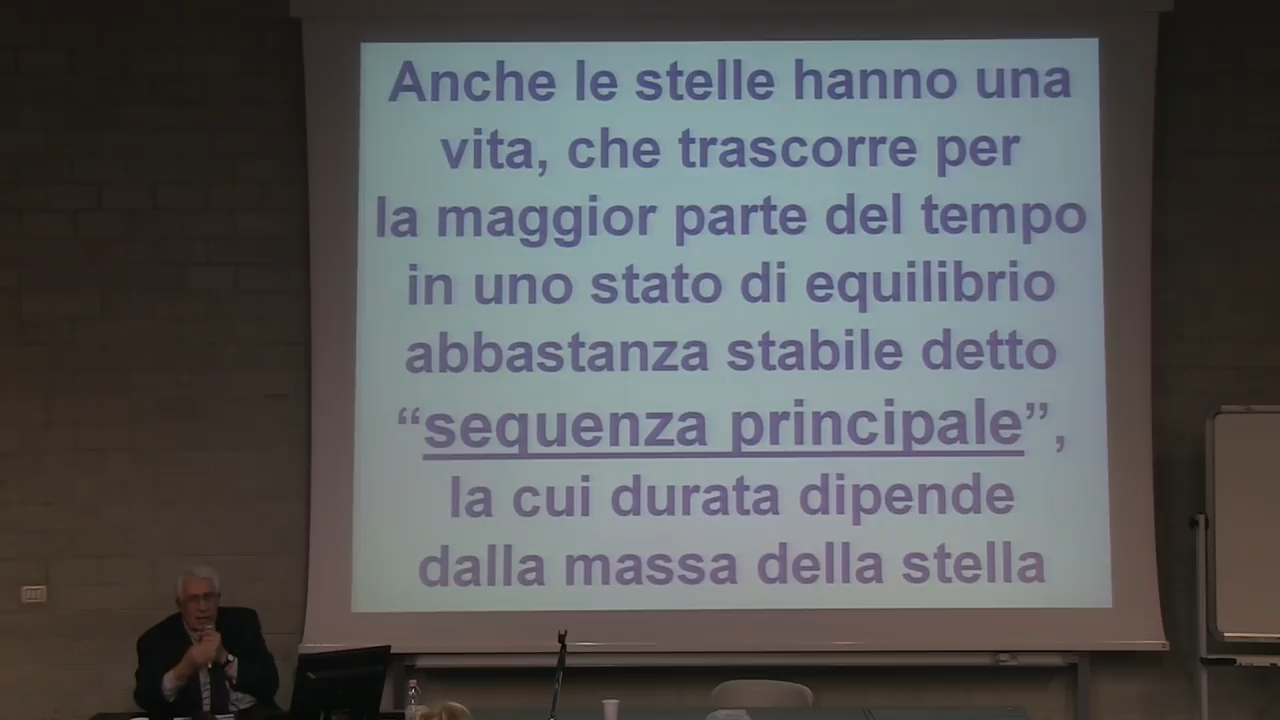 Anche le stelle hanno una
vita, che trascorre per
la maggior parte del tempo
in uno stato di equilibrio
abbastanza stabile detto
“sequenza principale”,
la cui durata dipende
dalla massa della stella